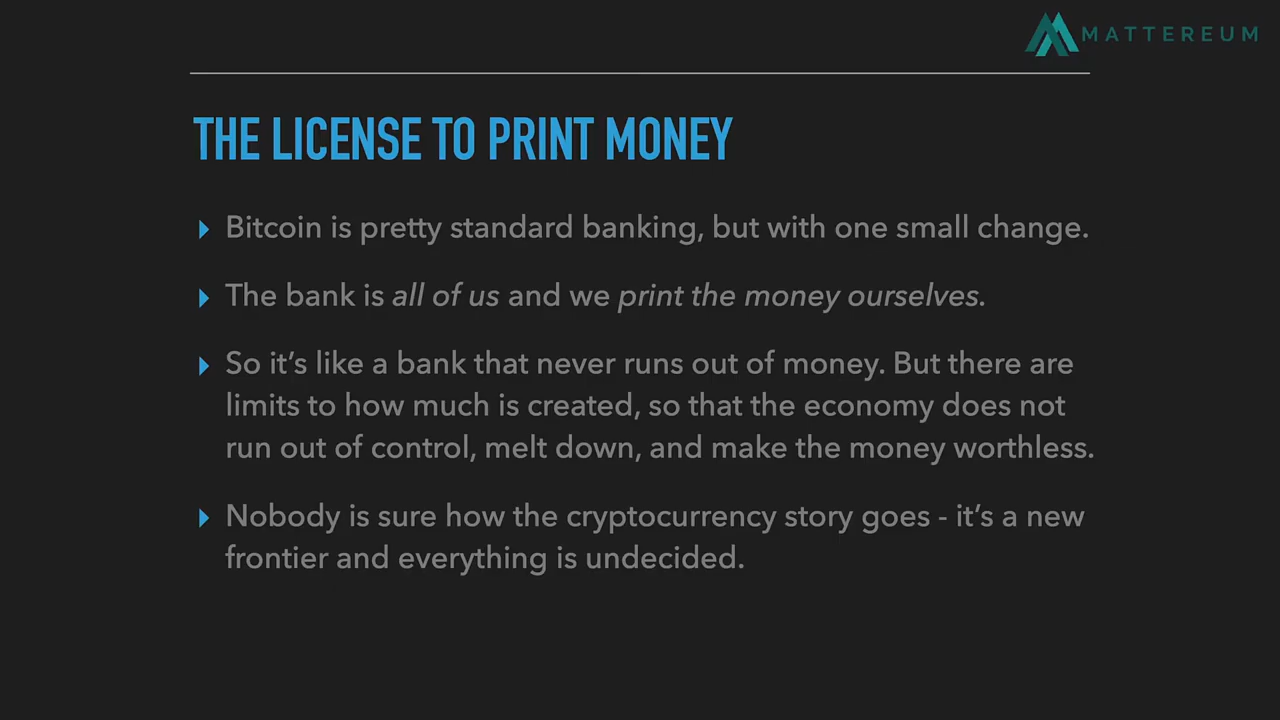 MATTEREUM
THE LICENSE TO PRINT MONEY
Bitcoin is pretty standard banking, but with one small change.
The bank is all of us and we print the money ourselves.
So it’s like a bank that never runs out of money. But there are
limits to how much is created, so that the economy does not
run out of control, melt down, and make the money worthless.
Nobody is sure how the cryptocurrency story goes - it’s a new
frontier and everything is undecided.